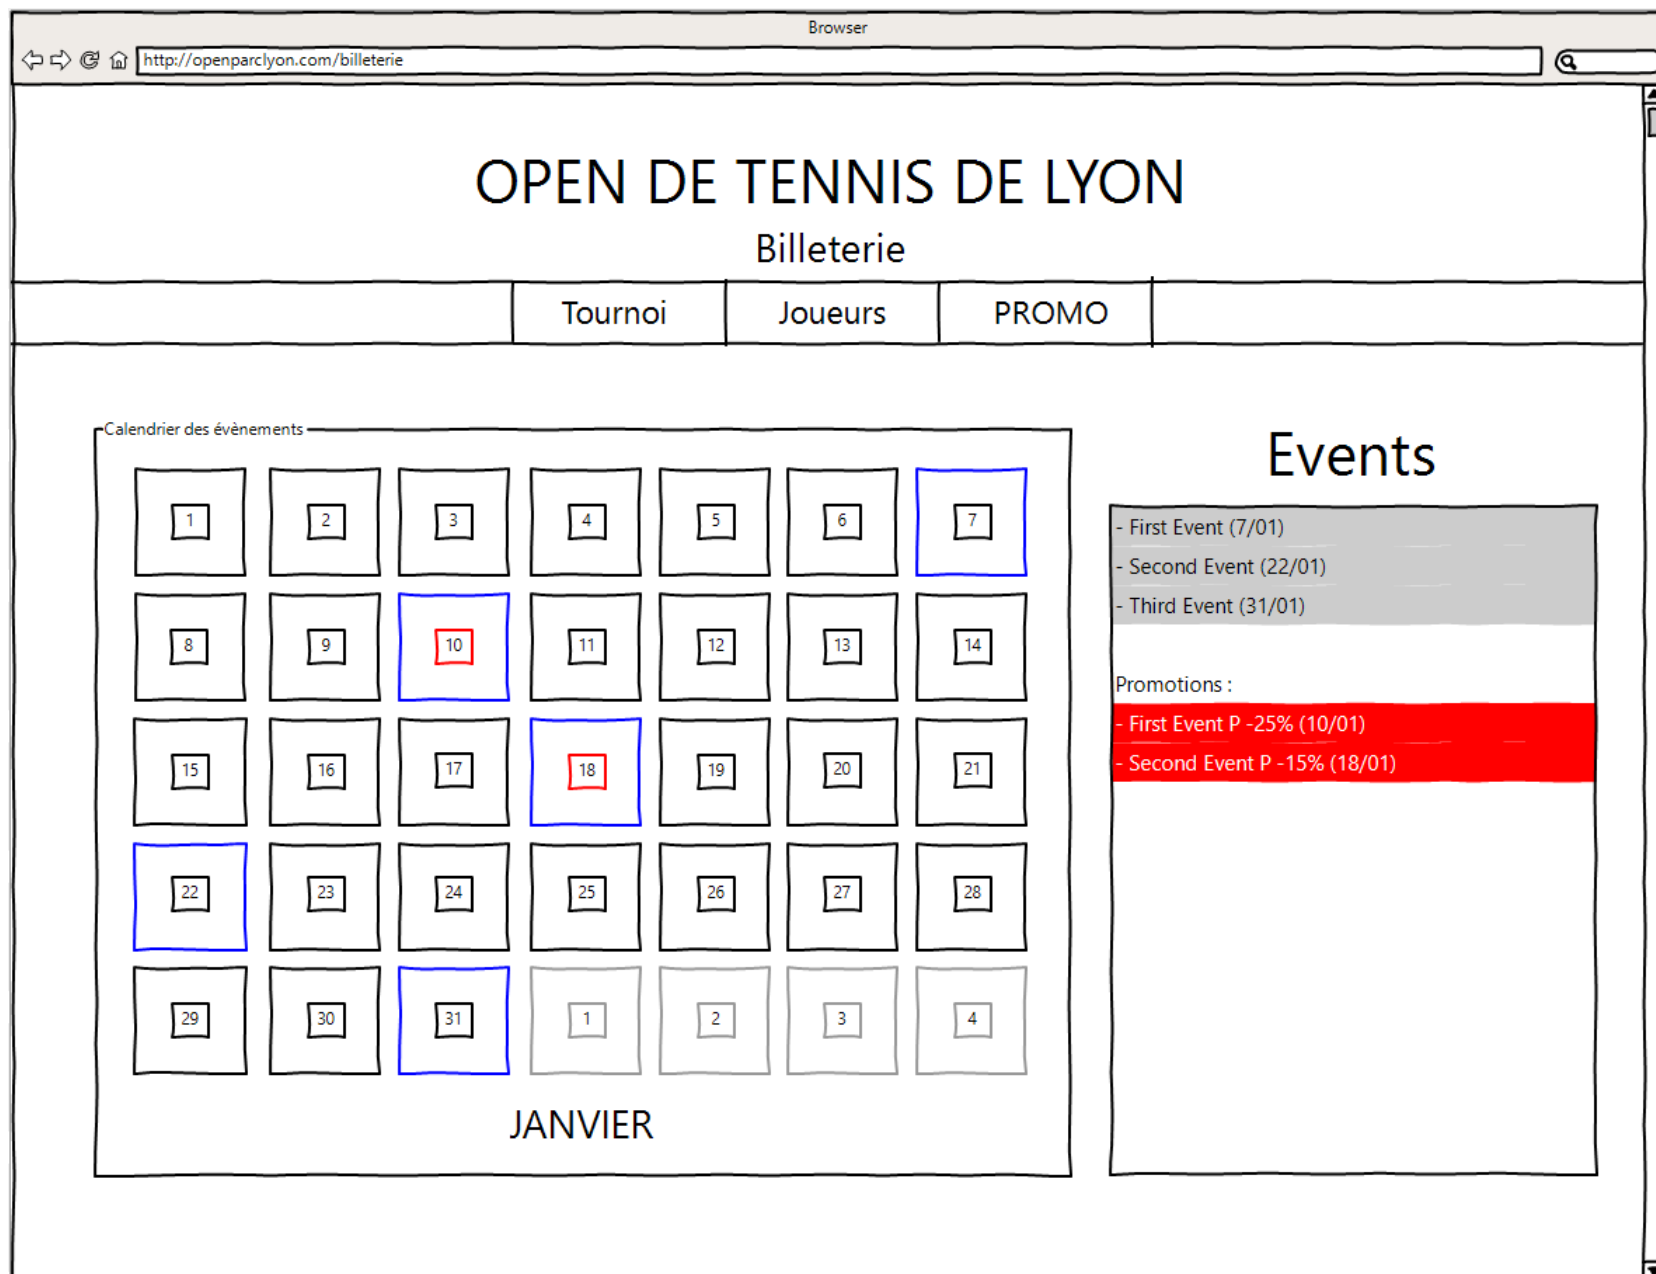 Browser
http://openparclyon.com/billeterie
OPEN DE TENNIS DE LYON
Billeterie
Tournoi Joueurs PROMO
Calendrier des évènements
1 2 3 4 5 6 7
8 9 10 11 12 13 14
15 16 17 18 19 20 21
22 23 24 25 26 27 28
29 30 31 1 2 3 4
JANVIER
Events
- First Event (7/01)
- Second Event (22/01)
- Third Event (31/01)
Promotions :
- First Event P -25% (10/01)
- Second Event P -15% (18/01)